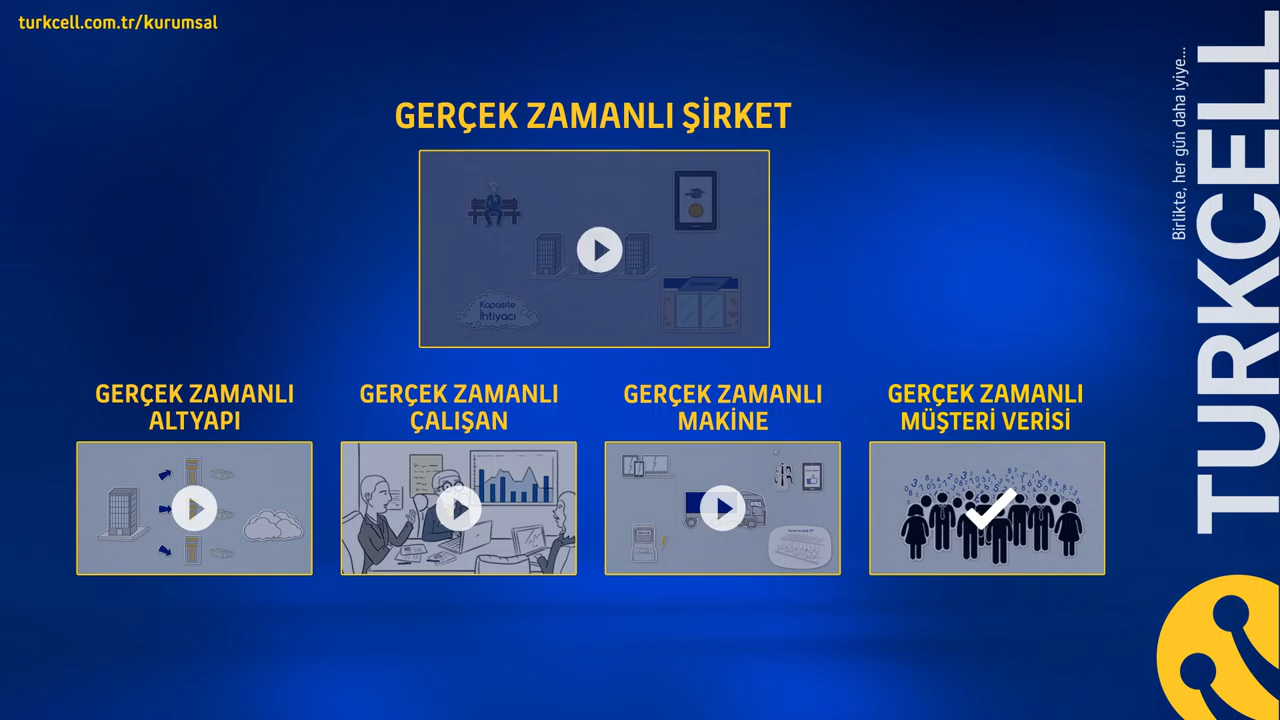 turkcell.com.tr/kurumsal
GERÇEK ZAMANLI ŞİRKET
Kapasite
İhtiyacı
GERÇEK ZAMANLI
ALTYAPI
GERÇEK ZAMANLI
ÇALIŞAN
GERÇEK ZAMANLI
MAKİNE
GERÇEK ZAMANLI
MÜŞTERİ VERİSİ
Birlikte, her gün daha iyiye...
TURKCELL